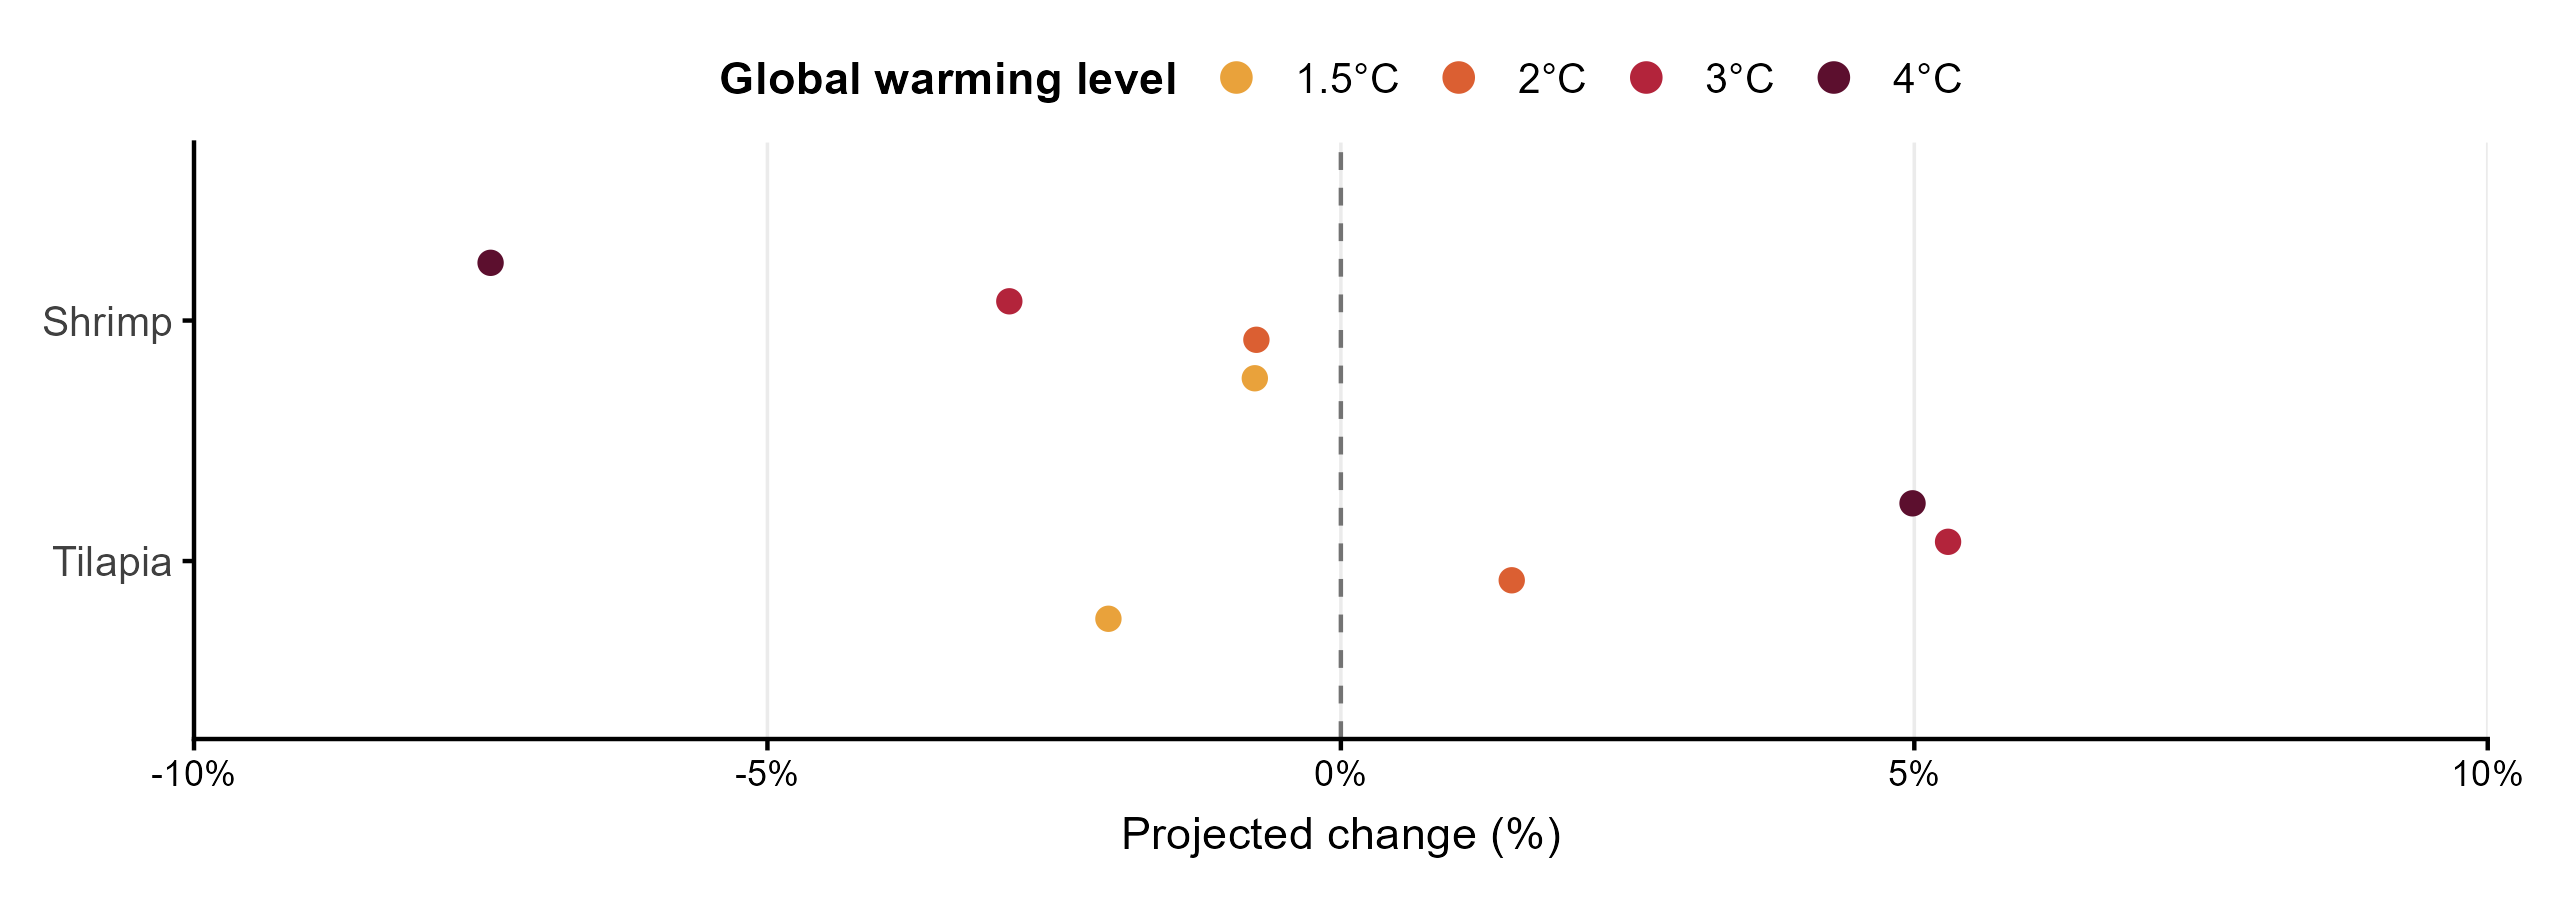 Global warming level 1.5°C 2°C 3°C 4°C
Shrimp
Tilapia
-10% -5% 0% 5% 10%
Projected change (%)